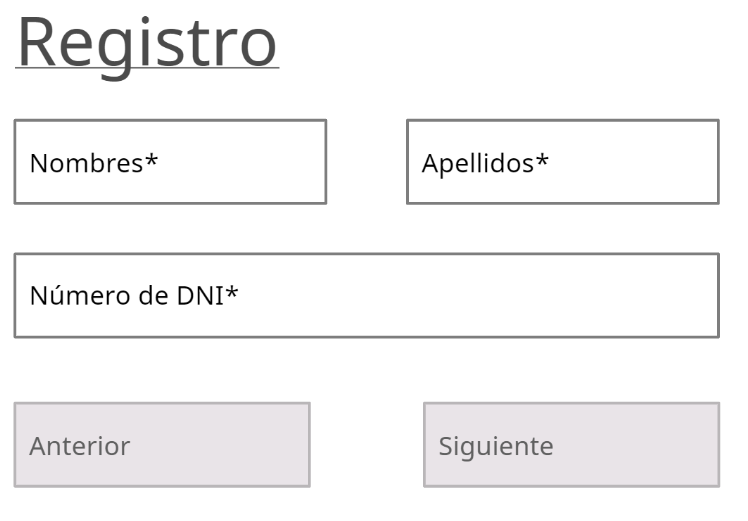 Registro
Nombres*
Apellidos*
Número de DNI*
Anterior
Siguiente